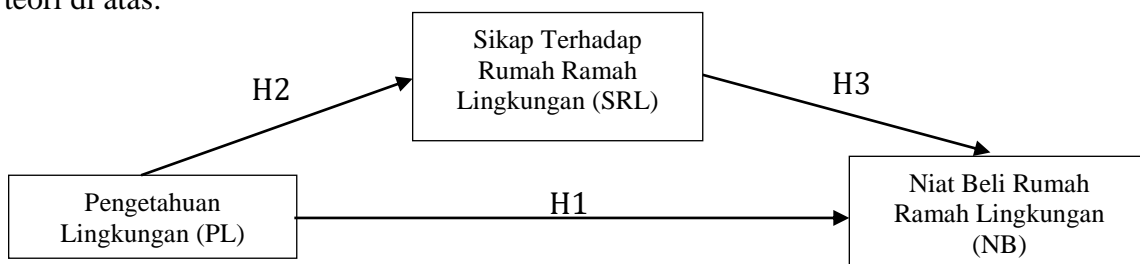 teori di atas.
Sikap Terhadap
Rumah Ramah
Lingkungan (SRL)
H2
H3
Pengetahuan
Lingkungan (PL)
H1
Niat Beli Rumah
Ramah Lingkungan
(NB)